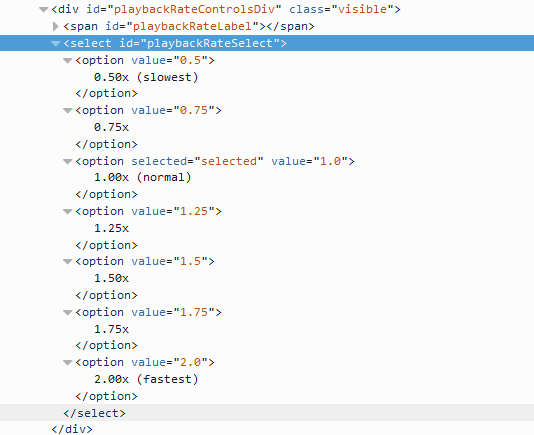 <div id="playbackRateControlsDiv" class="visible">
<span id="playbackRateLabel"></span>
<select id="playbackRateSelect">
<option value="0.5">
0.50x (slowest)
</option>
<option value="0.75">
0.75x
</option>
<option selected="selected" value="1.0">
1.00x (normal)
</option>
<option value="1.25">
1.25x
</option>
<option value="1.5">
1.50x
</option>
<option value="1.75">
1.75x
</option>
<option value="2.0">
2.00x (fastest)
</option>
</select>
</div>